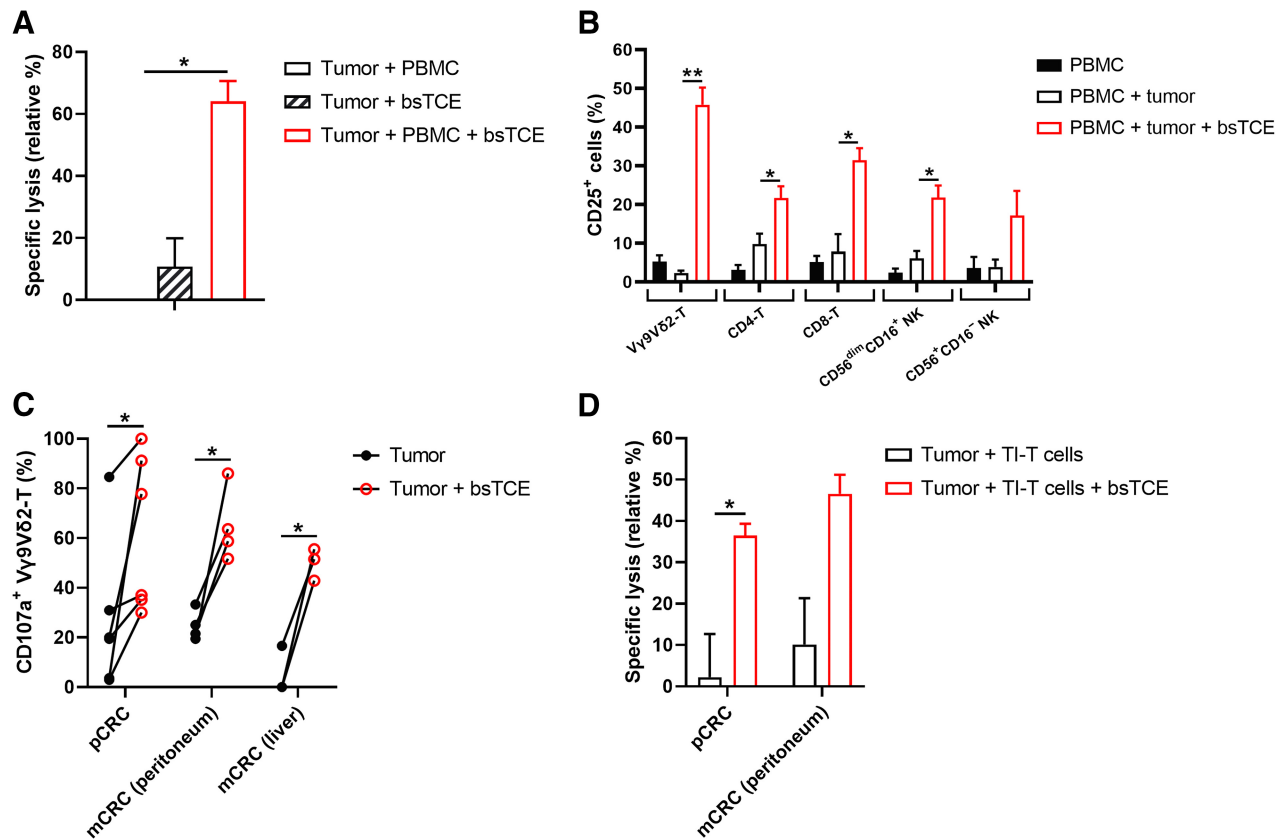 A
Specific lysis (relative %)
80
60
40
20
0
*
Tumor + PBMC
Tumor + bsTCE
Tumor + PBMC + bsTCE
B
CD25⁺ cells (%)
60
50
40
30
20
10
0
**
*
*
*
PBMC
PBMC + tumor
PBMC + tumor + bsTCE
Vγ9Vδ2-T
CD4-T
CD8-T
CD56ᵈⁱᵐCD16⁺ NK
CD56⁺CD16⁻ NK
C
CD107a⁺ Vγ9Vδ2-T (%)
100
80
60
40
20
0
*
*
*
Tumor
Tumor + bsTCE
pCRC
mCRC (peritoneum)
mCRC (liver)
D
Specific lysis (relative %)
60
50
40
30
20
10
0
*
Tumor + TI-T cells
Tumor + TI-T cells + bsTCE
pCRC
mCRC (peritoneum)